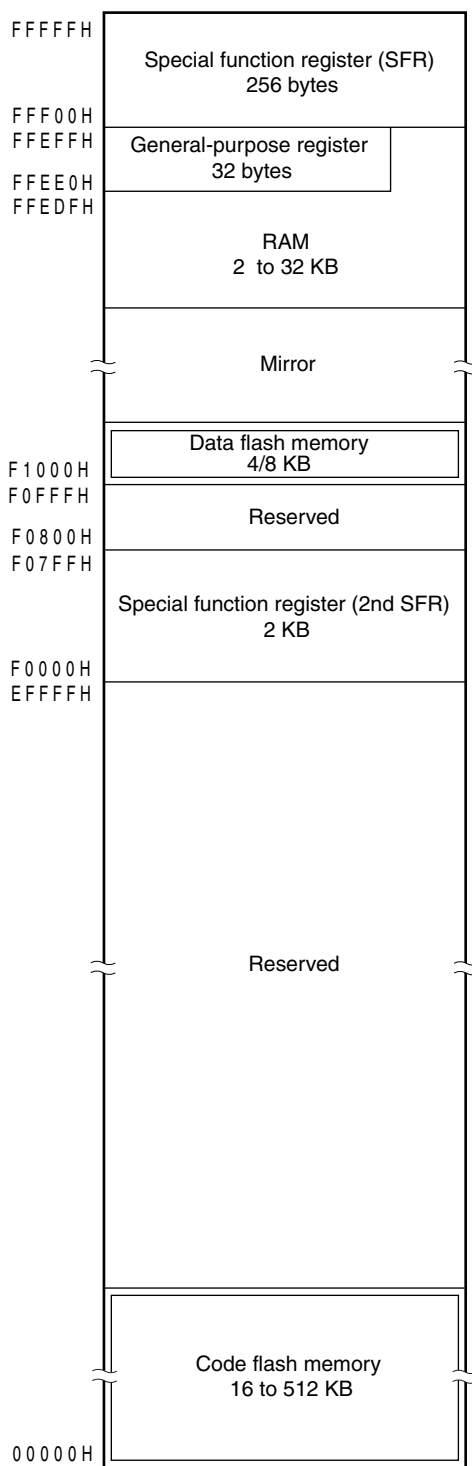 FFFFFH
Special function register (SFR)
256 bytes
FFF00H
FFEFFH
General-purpose register
32 bytes
FFEE0H
FFEDFH
RAM
2 to 32 KB
Mirror
Data flash memory
4/8 KB
F1000H
F0FFFH
Reserved
F0800H
F07FFH
Special function register (2nd SFR)
2 KB
F0000H
EFFFFH
Reserved
Code flash memory
16 to 512 KB
00000H